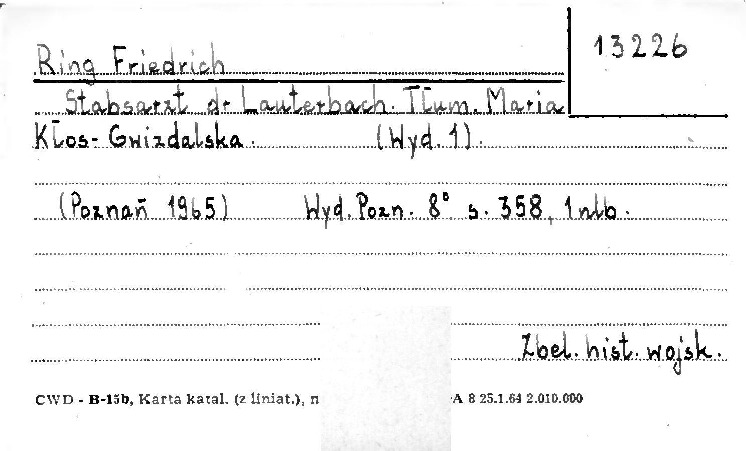 13226
Ring Friedrich
Stabsarzt dr Lauterbach. Tłum. Maria
Kłos-Gwizdalska. (Wyd. 1).
(Poznań 1965) Wyd. Pozn. 8° s. 358, 1 nlb.
Zbel. hist. wojsk.
CWD - B-15b, Karta katal. (z liniat.), n A 8 25.1.64 2.010.000